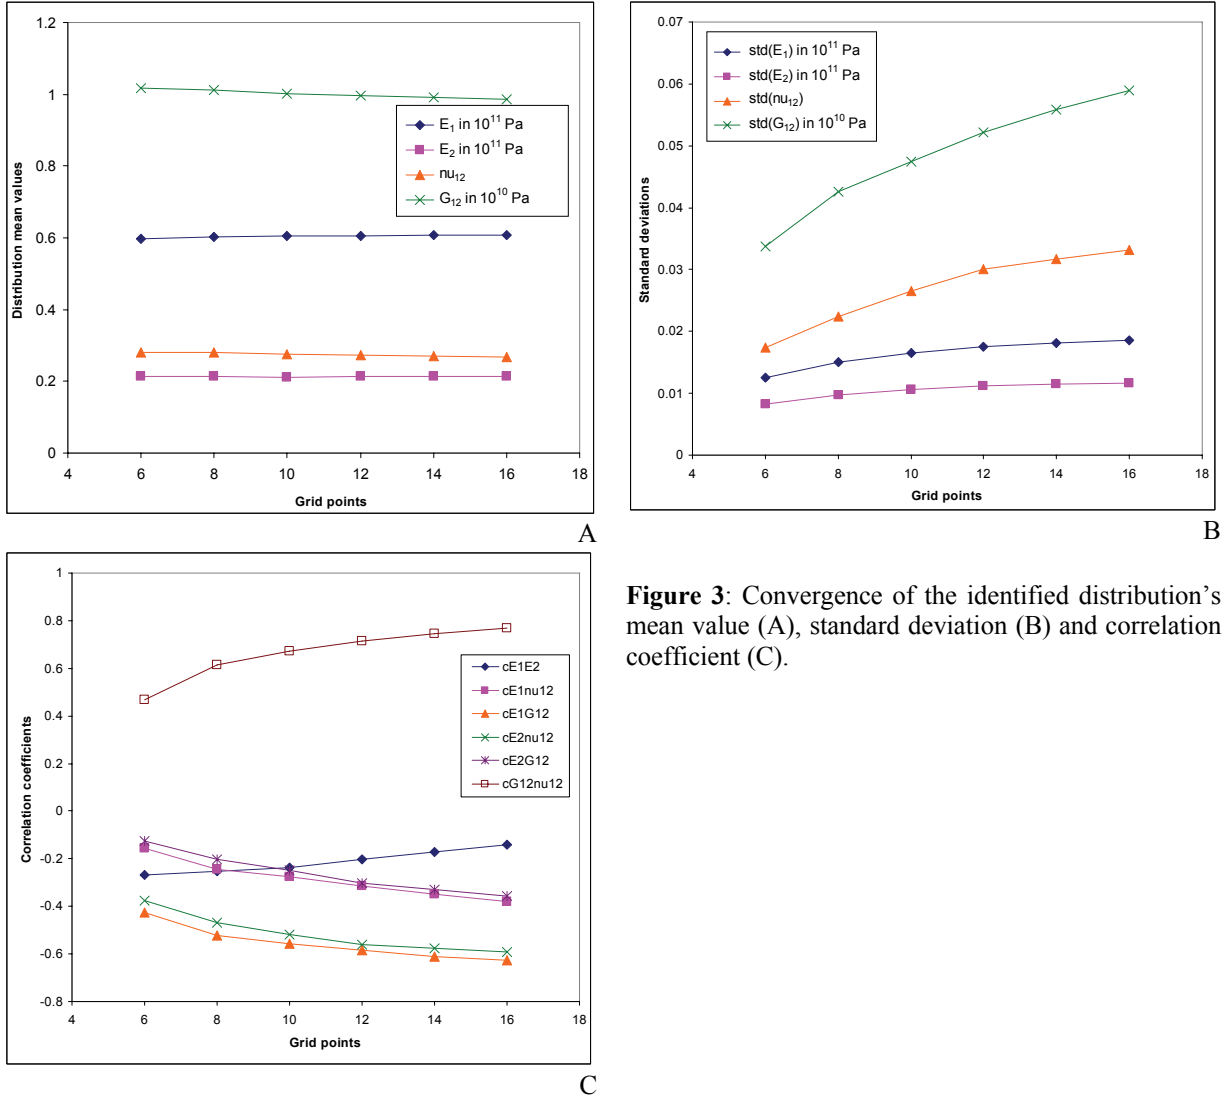 1.2
1
0.8
0.6
0.4
0.2
0
4 6 8 10 12 14 16 18
Grid points
Distribution mean values
E1 in 10^11 Pa
E2 in 10^11 Pa
nu12
G12 in 10^10 Pa
A
0.07
0.06
0.05
0.04
0.03
0.02
0.01
0
4 6 8 10 12 14 16 18
Grid points
Standard deviations
std(E1) in 10^11 Pa
std(E2) in 10^11 Pa
std(nu12)
std(G12) in 10^10 Pa
B
1
0.8
0.6
0.4
0.2
0
-0.2
-0.4
-0.6
-0.8
4 6 8 10 12 14 16 18
Grid points
Correlation coefficients
cE1E2
cE1nu12
cE1G12
cE2nu12
cE2G12
cG12nu12
C
Figure 3: Convergence of the identified distribution's
mean value (A), standard deviation (B) and correlation
coefficient (C).